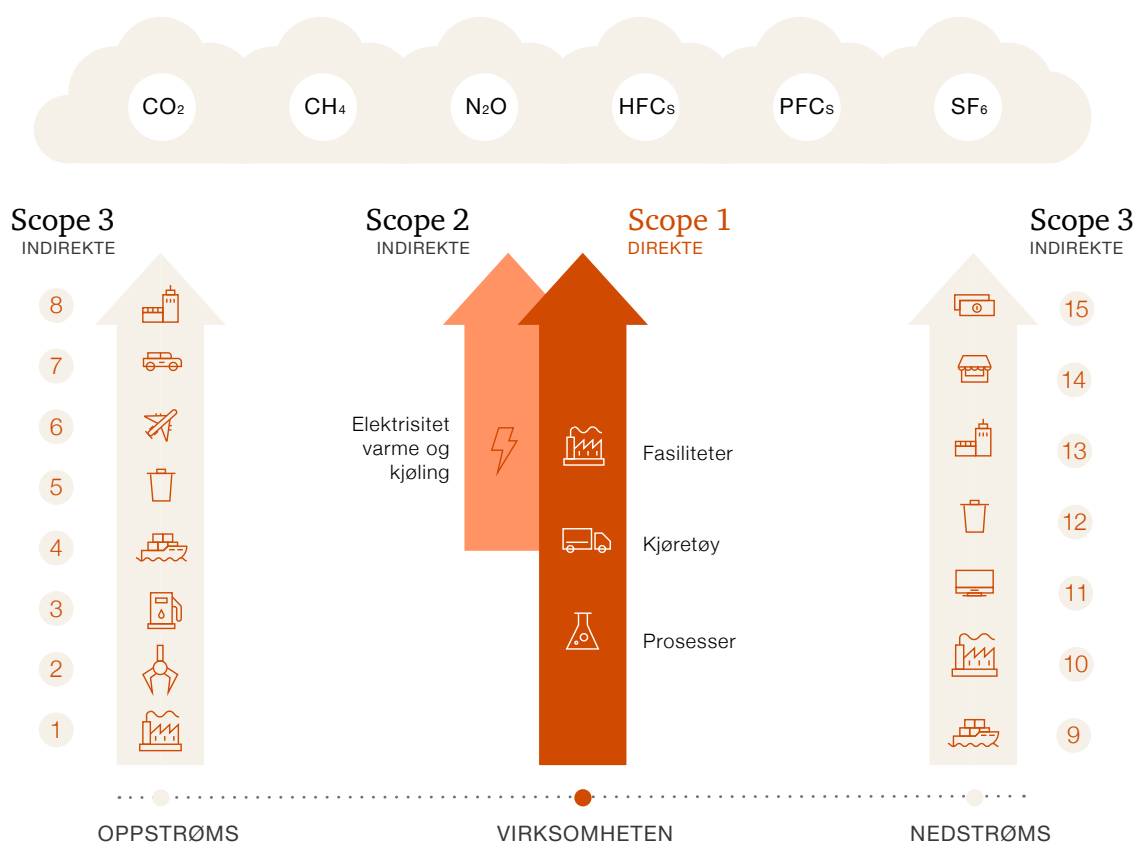 CO₂ CH₄ N₂O HFCs PFCs SF₆
Scope 3
INDIREKTE
8
7
6
5
4
3
2
1
Scope 2
INDIREKTE
Elektrisitet
varme og
kjøling
Scope 1
DIREKTE
Fasiliteter
Kjøretøy
Prosesser
Scope 3
INDIREKTE
15
14
13
12
11
10
9
OPPSTRØMS VIRKSOMHETEN NEDSTRØMS